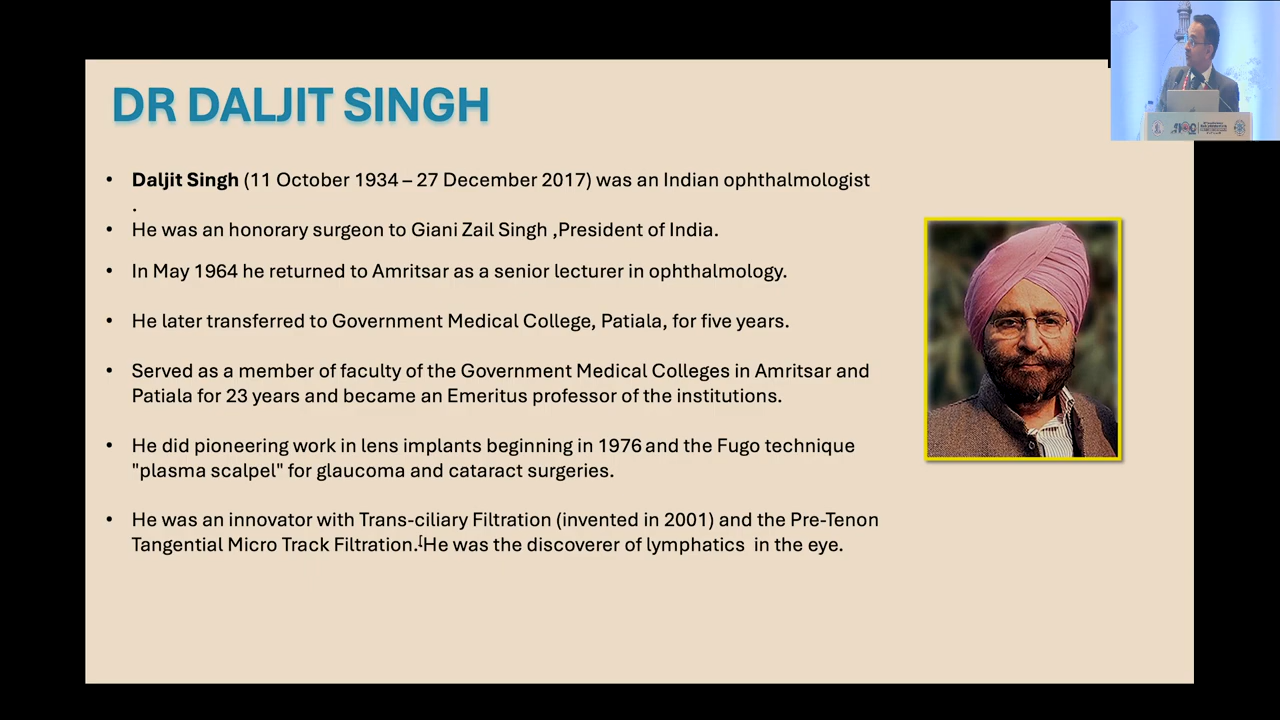 DR DALJIT SINGH
• Daljit Singh (11 October 1934 – 27 December 2017) was an Indian ophthalmologist
.
• He was an honorary surgeon to Giani Zail Singh ,President of India.
• In May 1964 he returned to Amritsar as a senior lecturer in ophthalmology.
• He later transferred to Government Medical College, Patiala, for five years.
• Served as a member of faculty of the Government Medical Colleges in Amritsar and
Patiala for 23 years and became an Emeritus professor of the institutions.
• He did pioneering work in lens implants beginning in 1976 and the Fugo technique
"plasma scalpel" for glaucoma and cataract surgeries.
• He was an innovator with Trans-ciliary Filtration (invented in 2001) and the Pre-Tenon
Tangential Micro Track Filtration. He was the discoverer of lymphatics  in the eye.